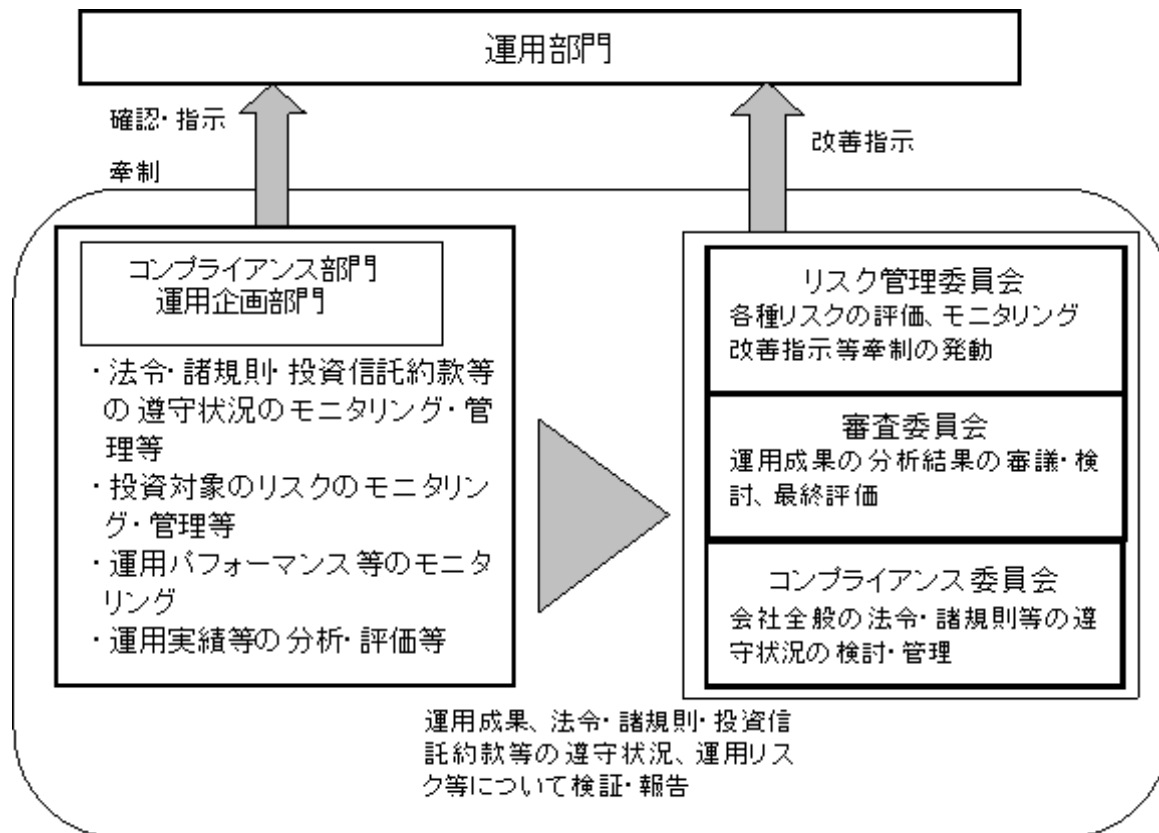 運用部門
確認・指示
牽制
改善指示
コンプライアンス部門
運用企画部門
・法令・諸規則・投資信託約款等
の遵守状況のモニタリング・管
理等
・投資対象のリスクのモニタリン
グ・管理等
・運用パフォーマンス等のモニタ
リング
・運用実績等の分析・評価等
リスク管理委員会
各種リスクの評価、モニタリング
改善指示等牽制の発動
審査委員会
運用成果の分析結果の審議・検
討、最終評価
コンプライアンス委員会
会社全般の法令・諸規則等の遵
守状況の検討・管理
運用成果、法令・諸規則・投資信
託約款等の遵守状況、運用リス
ク等について検証・報告